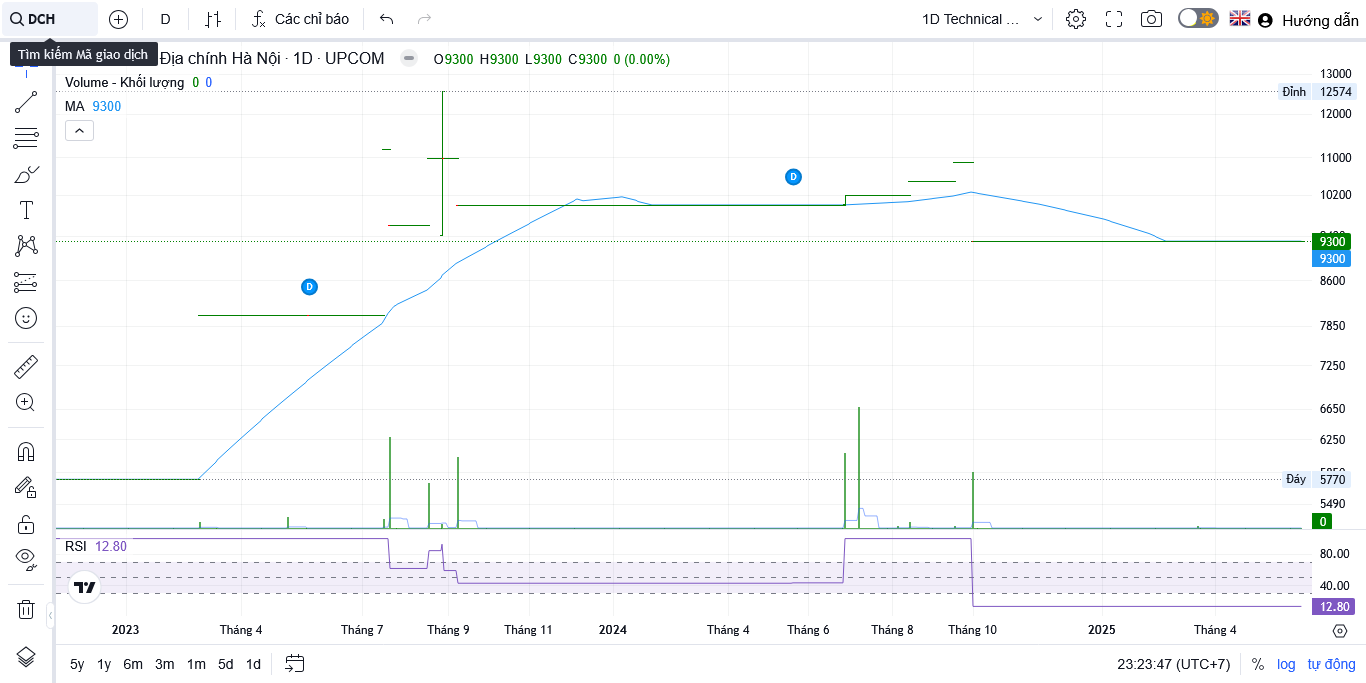 DCH D Các chỉ báo 1D Technical ... Hướng dẫn
Tìm kiếm Mã giao dịch
Địa chính Hà Nội · 1D · UPCOM O9300 H9300 L9300 C9300 0 (0.00%)
Volume - Khối lượng 0 0
MA 9300
13000
Đỉnh 12574
12000
11000
10200
9300
9300
8600
7850
7250
6650
6250
Đáy 5770
5490
0
D
D
RSI 12.80
80.00
40.00
12.80
2023 Tháng 4 Tháng 7 Tháng 9 Tháng 11 2024 Tháng 4 Tháng 6 Tháng 8 Tháng 10 2025 Tháng 4
5y 1y 6m 3m 1m 5d 1d 23:23:47 (UTC+7) % log tự động